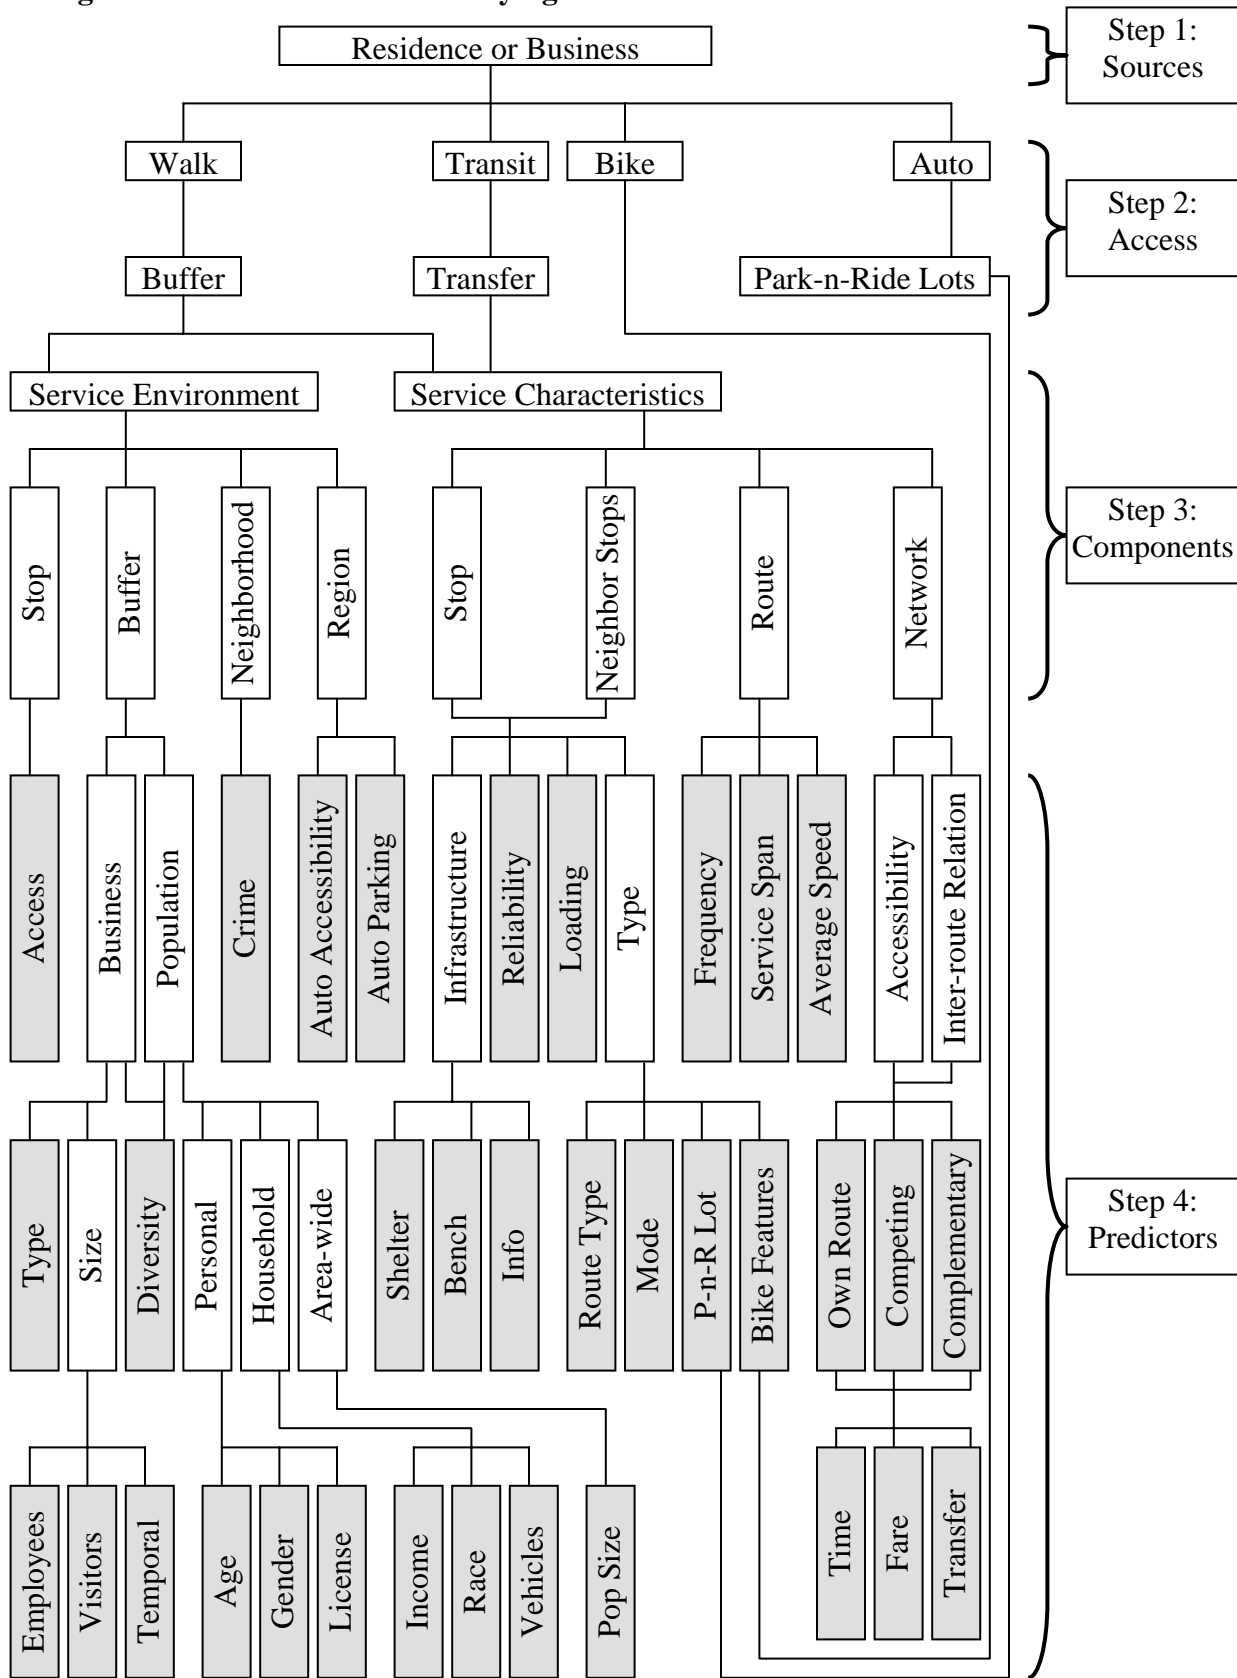 Residence or Business
Step 1:
Sources
Walk
Transit
Bike
Auto
Step 2:
Access
Buffer
Transfer
Park-n-Ride Lots
Service Environment
Service Characteristics
Step 3:
Components
Stop
Buffer
Neighborhood
Region
Stop
Neighbor Stops
Route
Network
Access
Business
Population
Crime
Auto Accessibility
Auto Parking
Infrastructure
Reliability
Loading
Type
Frequency
Service Span
Average Speed
Accessibility
Inter-route Relation
Step 4:
Predictors
Type
Size
Diversity
Personal
Household
Area-wide
Shelter
Bench
Info
Route Type
Mode
P-n-R Lot
Bike Features
Own Route
Competing
Complementary
Employees
Visitors
Temporal
Age
Gender
License
Income
Race
Vehicles
Pop Size
Time
Fare
Transfer